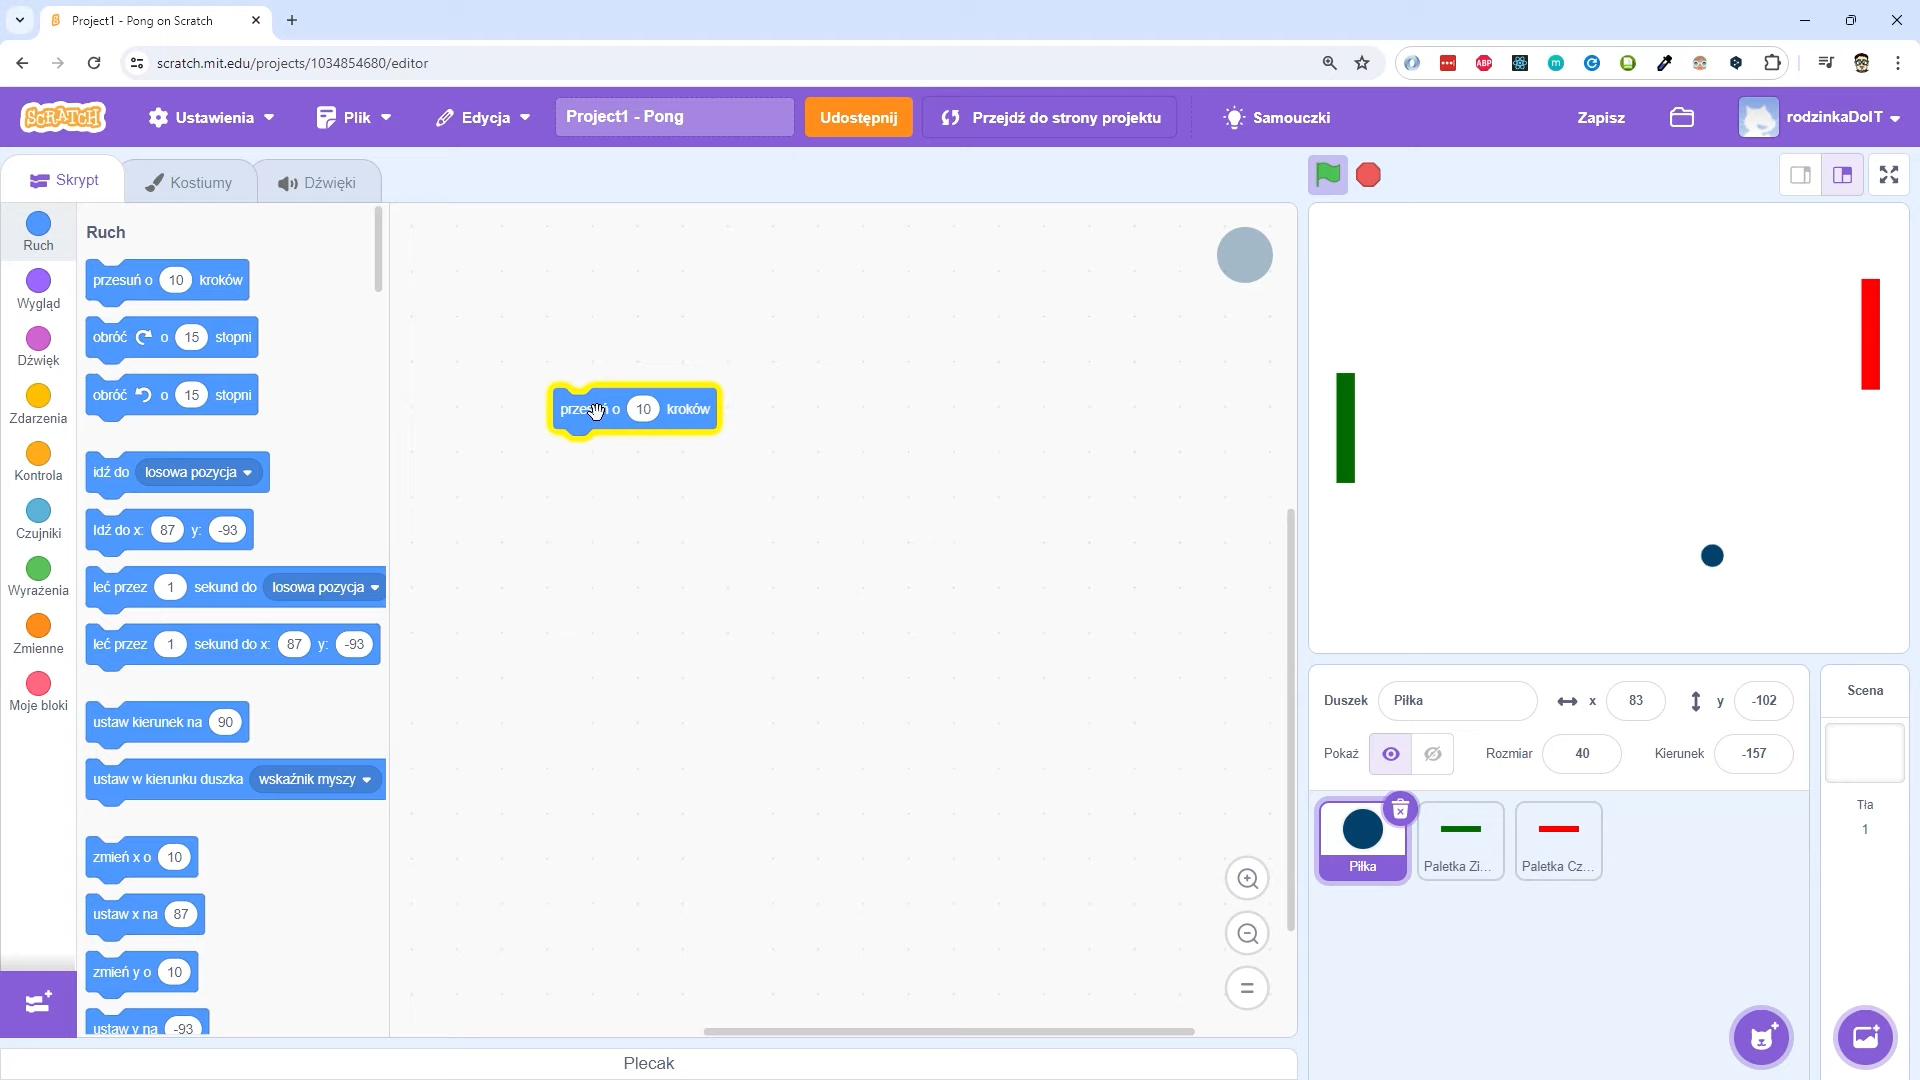 Project1 - Pong on Scratch
scratch.mit.edu/projects/1034854680/editor
ABP
m
SCRATCH
Ustawienia
Plik
Edycja
Project1 - Pong
Udostępnij
Przejdź do strony projektu
Samouczki
Zapisz
rodzinkaDoIT
Skrypt
Kostiumy
Dźwięki
Ruch
Wygląd
Dźwięk
Zdarzenia
Kontrola
Czujniki
Wyrażenia
Zmienne
Moje bloki
Ruch
przesuń o 10 kroków
obróć o 15 stopni
obróć o 15 stopni
idź do losowa pozycja
Idź do x: 87 y: -93
leć przez 1 sekund do losowa pozycja
leć przez 1 sekund do x: 87 y: -93
ustaw kierunek na 90
ustaw w kierunku duszka wskaźnik myszy
zmień x o 10
ustaw x na 87
zmień y o 10
ustaw y na -93
przesuń o 10 kroków
Plecak
Duszek Piłka x 83 y -102
Pokaż Rozmiar 40 Kierunek -157
Piłka
Paletka Zi...
Paletka Cz...
Scena
Tła
1